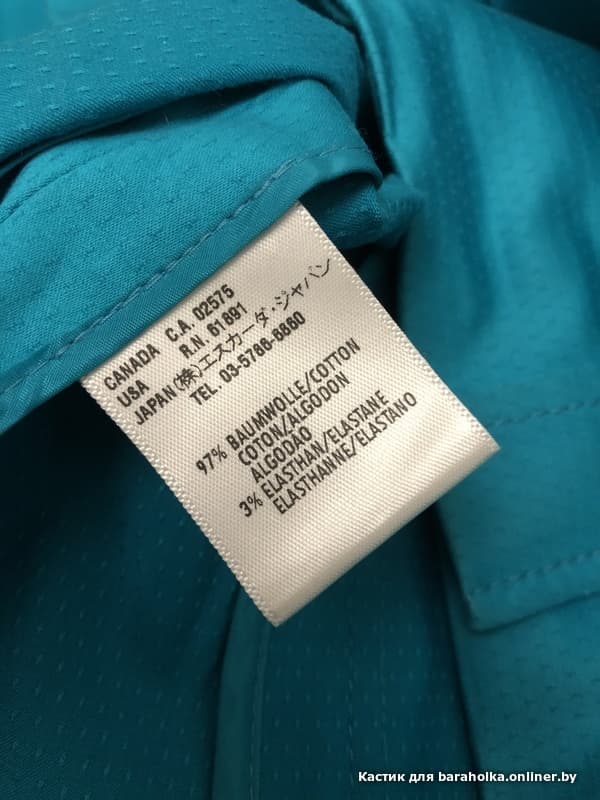 CANADA C.A. 02575
USA R.N. 61891
JAPAN (株)エスカーダ・ジャパン
TEL. 03-5786-8860
97% BAUMWOLLE/COTTON
COTON/ALGODON
ALGODAO
3% ELASTHAN/ELASTANE
ELASTHANNE/ELASTANO
Кастик для baraholka.onliner.by